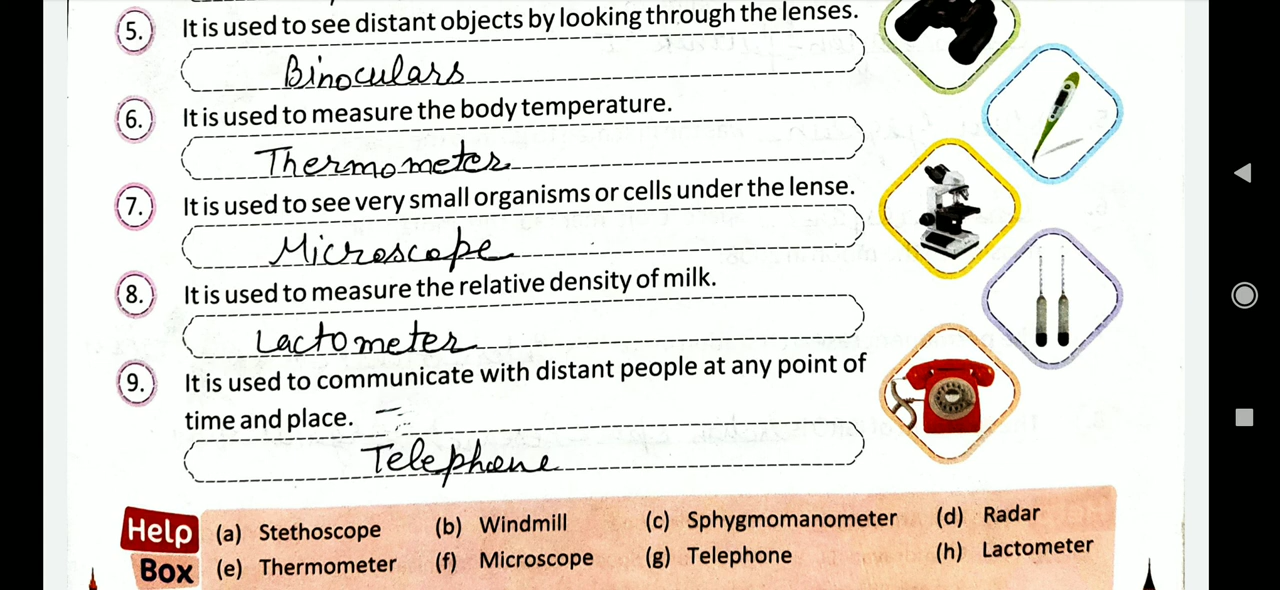 5. It is used to see distant objects by looking through the lenses.
Binoculars
6. It is used to measure the body temperature.
Thermometer
7. It is used to see very small organisms or cells under the lense.
Microscope
8. It is used to measure the relative density of milk.
Lactometer
9. It is used to communicate with distant people at any point of
time and place.
Telephone
Help Box
(a) Stethoscope (b) Windmill (c) Sphygmomanometer (d) Radar
(e) Thermometer (f) Microscope (g) Telephone (h) Lactometer